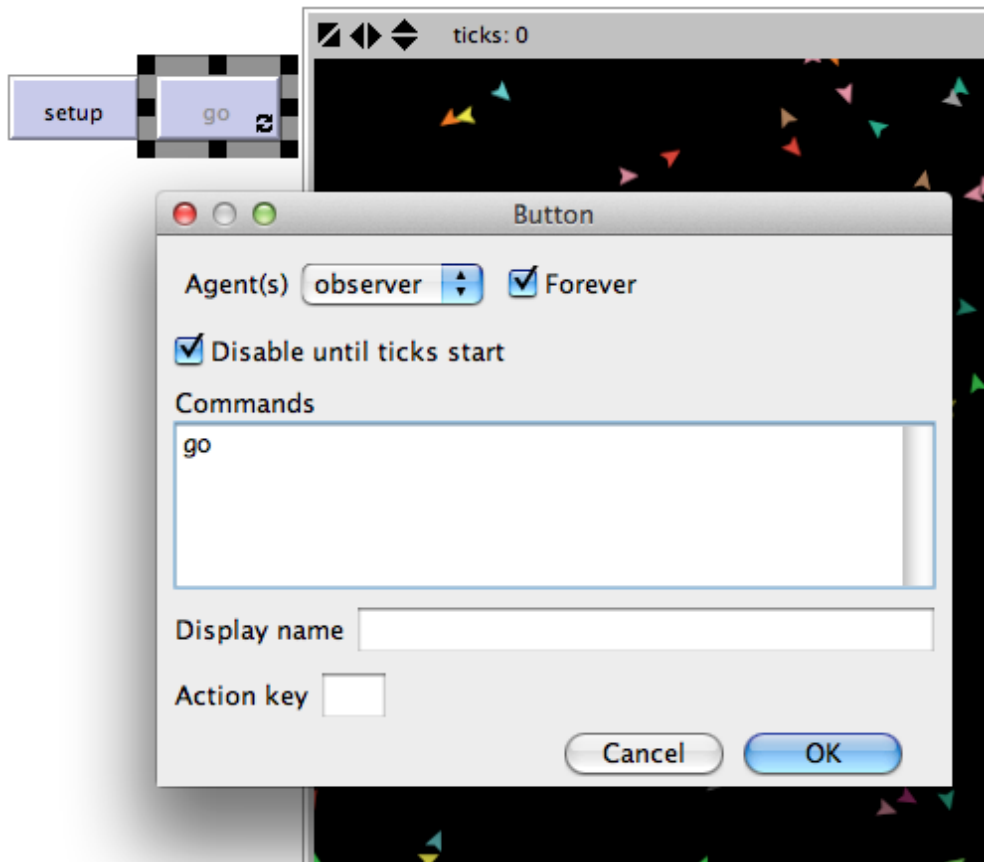 ticks: 0
setup
go
Button
Agent(s) observer Forever
Disable until ticks start
Commands
go
Display name
Action key
Cancel OK